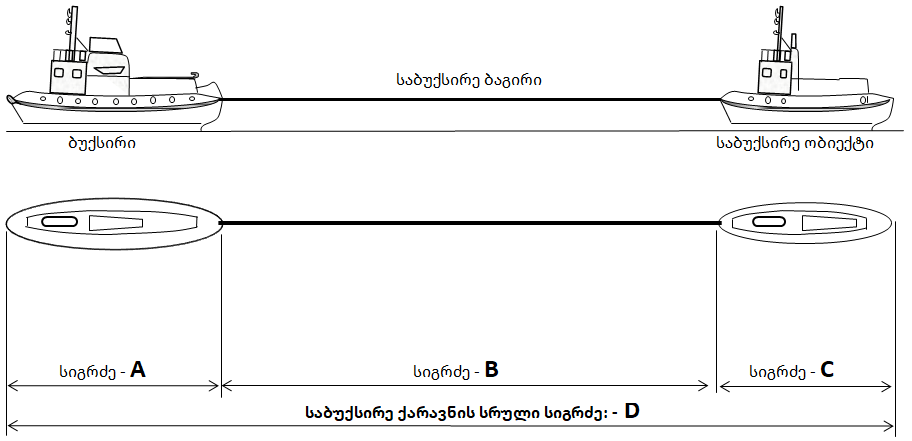 საბუქსირე ბაგირი
ბუქსირი
საბუქსირე ობიექტი
სიგრძე - A
სიგრძე - B
სიგრძე - C
საბუქსირე ქარავნის სრული სიგრძე: - D